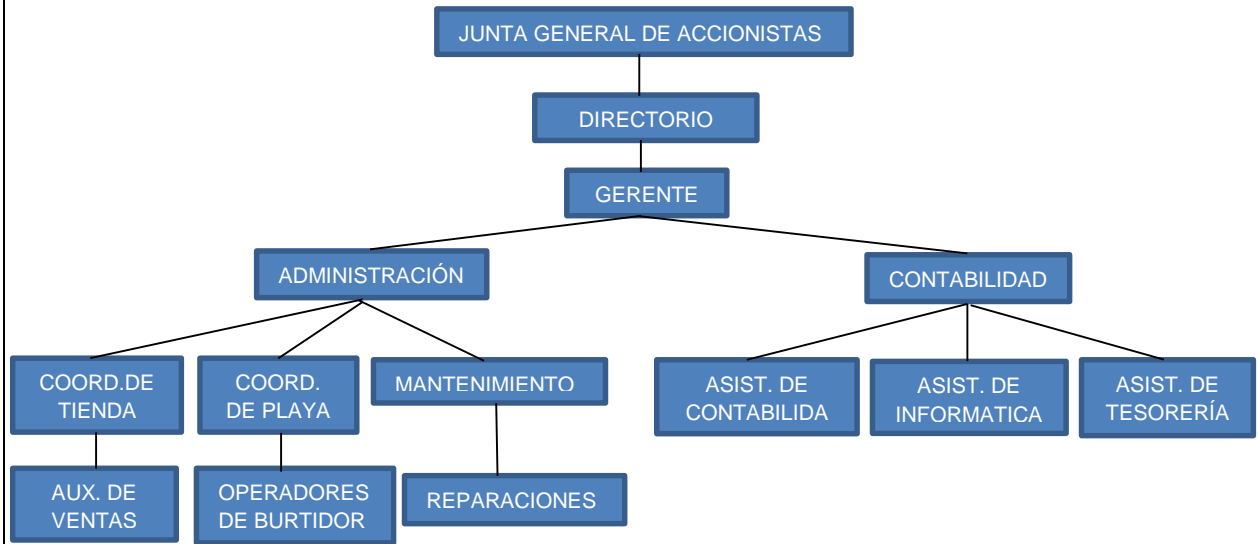 JUNTA GENERAL DE ACCIONISTAS
DIRECTORIO
GERENTE
ADMINISTRACIÓN
CONTABILIDAD
COORD.DE
TIENDA
COORD.
DE PLAYA
MANTENIMIENTO
ASIST. DE
CONTABILIDA
ASIST. DE
INFORMATICA
ASIST. DE
TESORERÍA
AUX. DE
VENTAS
OPERADORES
DE BURTIDOR
REPARACIONES